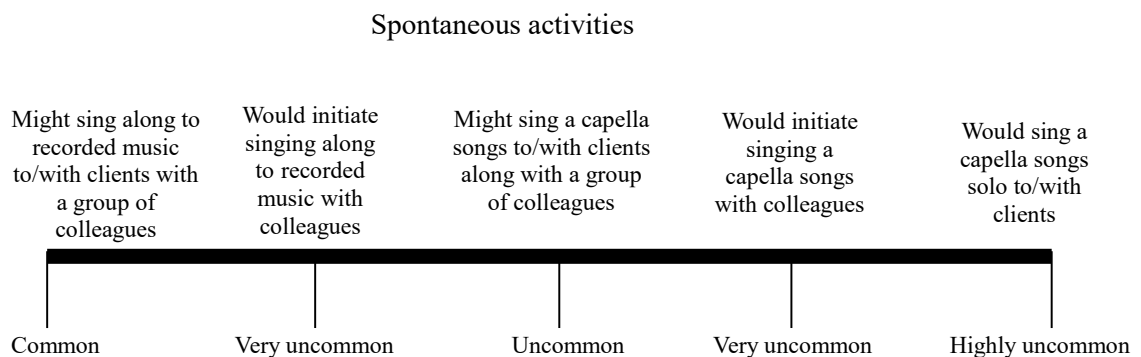 Spontaneous activities
Might sing along to
recorded music
to/with clients with
a group of
colleagues
Would initiate
singing along
to recorded
music with
colleagues
Might sing a capella
songs to/with clients
along with a group
of colleagues
Would initiate
singing a
capella songs
with colleagues
Would sing a
capella songs
solo to/with
clients
Common
Very uncommon
Uncommon
Very uncommon
Highly uncommon